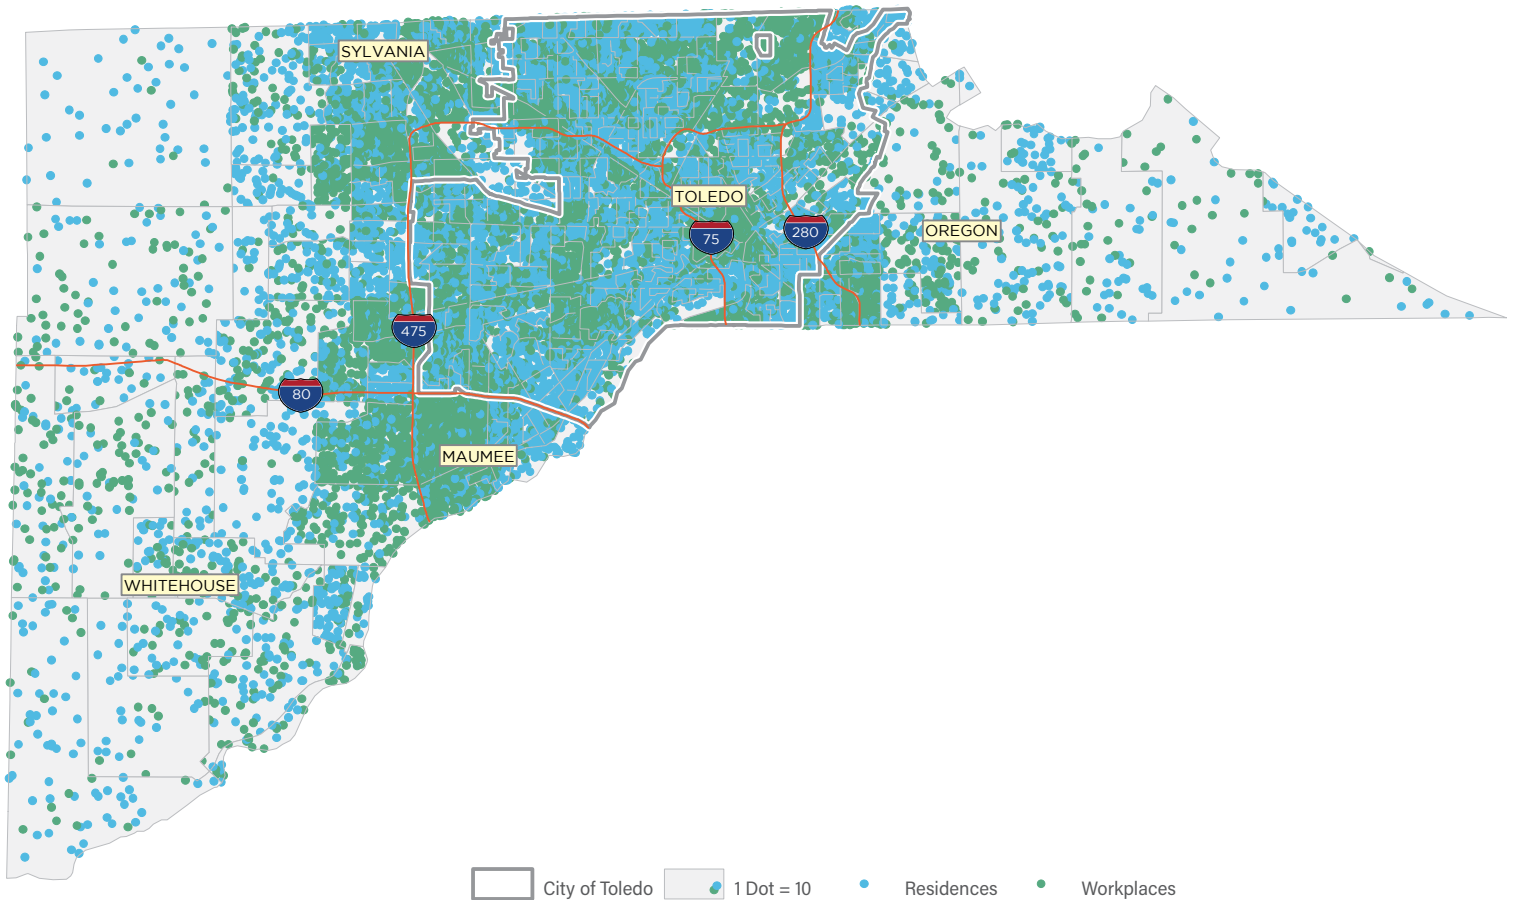 SYLVANIA
TOLEDO
75
280
OREGON
475
80
MAUMEE
WHITEHOUSE
City of Toledo
1 Dot = 10
Residences
Workplaces